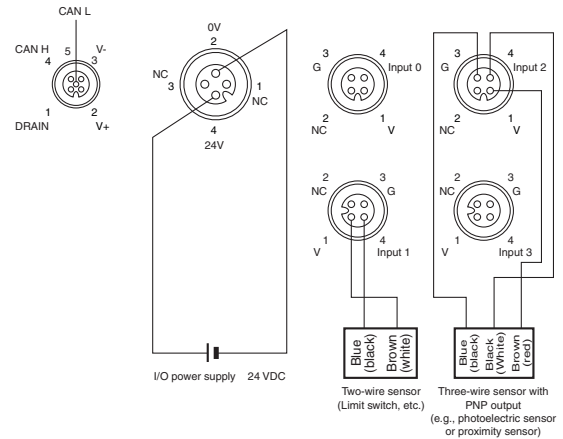 CAN L
CAN H
4
5
V-
3
1
DRAIN
2
V+
0V
2
NC
3
1
NC
4
24V
I/O power supply 24 VDC
3
G
4
Input 0
2
NC
1
V
3
G
4
Input 2
2
NC
1
V
2
NC
3
G
1
V
4
Input 1
2
NC
3
G
1
V
4
Input 3
Blue
(black)
Brown
(white)
Two-wire sensor
(Limit switch, etc.)
Blue
(black)
Black
(White)
Brown
(red)
Three-wire sensor with
PNP output
(e.g., photoelectric sensor
or proximity sensor)